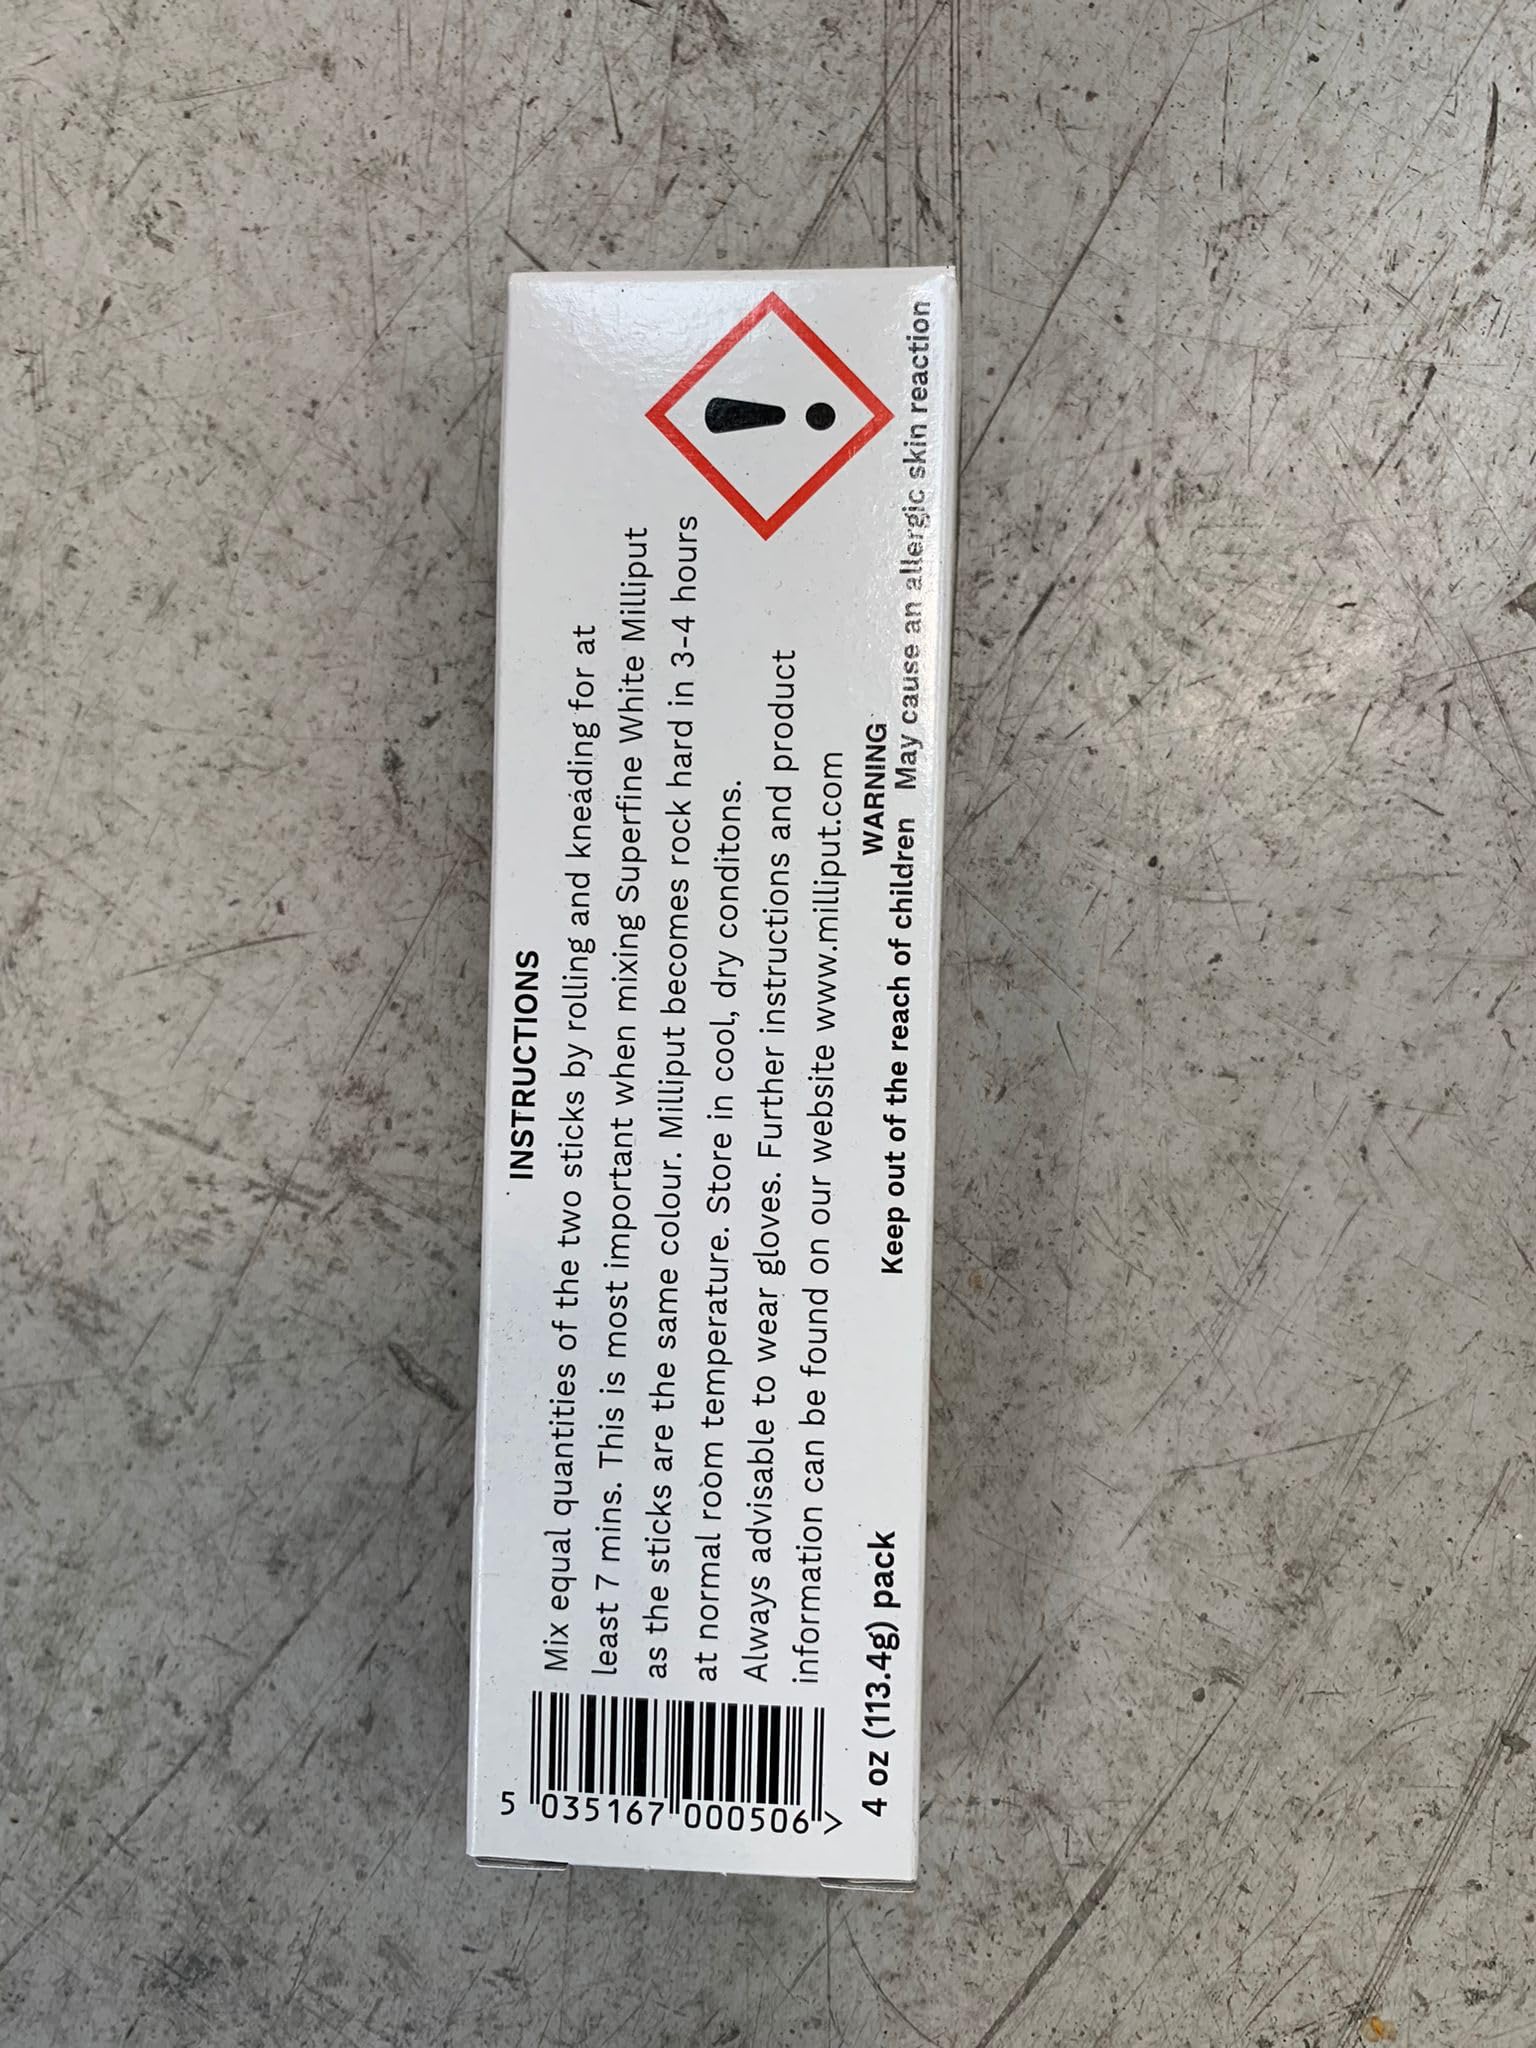 INSTRUCTIONS
Mix equal quantities of the two sticks by rolling and kneading for at
least 7 mins. This is most important when mixing Superfine White Milliput
as the sticks are the same colour. Milliput becomes rock hard in 3-4 hours
at normal room temperature. Store in cool, dry conditons.
Always advisable to wear gloves. Further instructions and product
information can be found on our website www.milliput.com
WARNING
Keep out of the reach of children May cause an allergic skin reaction
5 035167 000506 >
4 oz (113.4g) pack